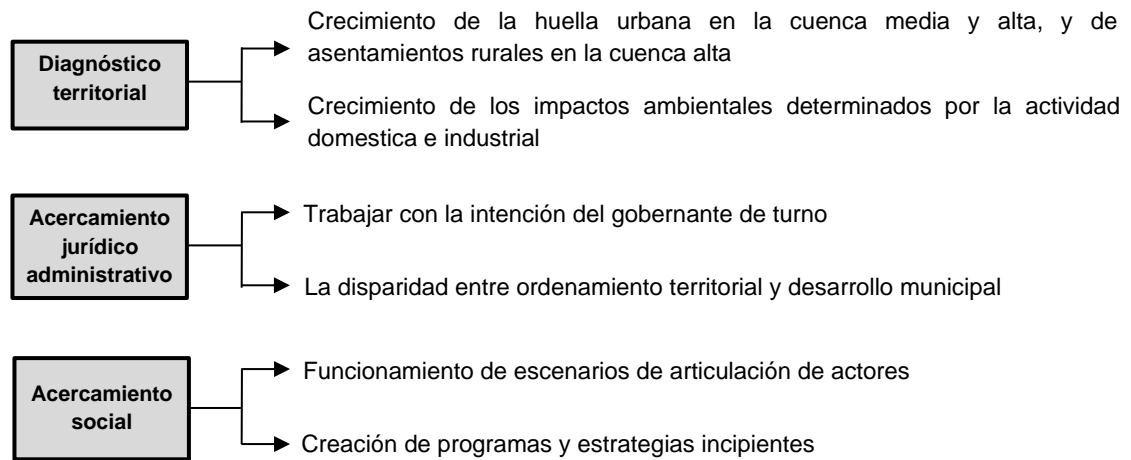 Diagnóstico
territorial
Crecimiento de la huella urbana en la cuenca media y alta, y de
asentamientos rurales en la cuenca alta
Crecimiento de los impactos ambientales determinados por la actividad
domestica e industrial
Acercamiento
jurídico
administrativo
Trabajar con la intención del gobernante de turno
La disparidad entre ordenamiento territorial y desarrollo municipal
Acercamiento
social
Funcionamiento de escenarios de articulación de actores
Creación de programas y estrategias incipientes